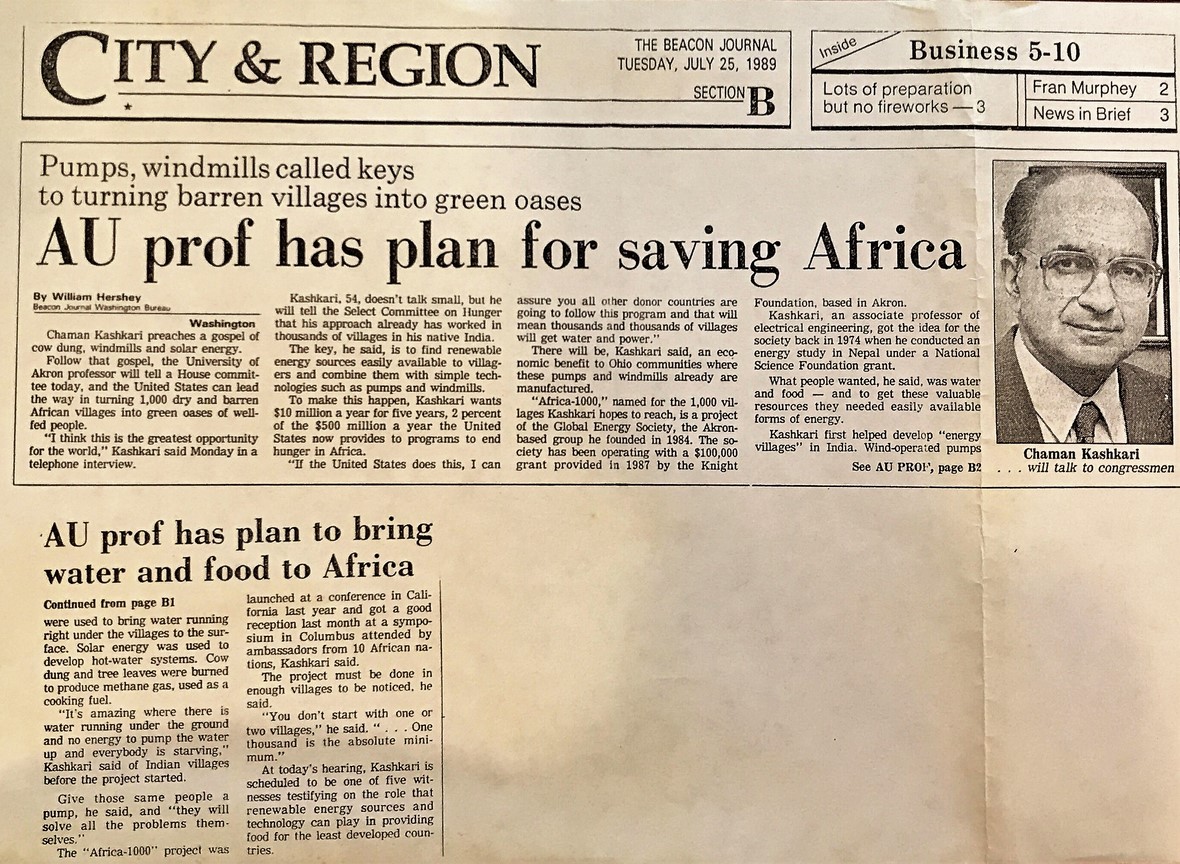 CITY & REGION
THE BEACON JOURNAL
TUESDAY, JULY 25, 1989
SECTION B
Inside
Business 5-10
Lots of preparation
but no fireworks — 3
Fran Murphey 2
News in Brief 3
Pumps, windmills called keys
to turning barren villages into green oases
AU prof has plan for saving Africa
By William Hershey
Beacon Journal Washington Bureau
Washington
Chaman Kashkari preaches a gospel of
cow dung, windmills and solar energy.
Follow that gospel, the University of
Akron professor will tell a House commit-
tee today, and the United States can lead
the way in turning 1,000 dry and barren
African villages into green oases of well-
fed people.
"I think this is the greatest opportunity
for the world," Kashkari said Monday in a
telephone interview.
Kashkari, 54, doesn't talk small, but he
will tell the Select Committee on Hunger
that his approach already has worked in
thousands of villages in his native India.
The key, he said, is to find renewable
energy sources easily available to villag-
ers and combine them with simple tech-
nologies such as pumps and windmills.
To make this happen, Kashkari wants
$10 million a year for five years, 2 percent
of the $500 million a year the United
States now provides to programs to end
hunger in Africa.
"If the United States does this, I can
assure you all other donor countries are
going to follow this program and that will
mean thousands and thousands of villages
will get water and power."
There will be, Kashkari said, an eco-
nomic benefit to Ohio communities where
these pumps and windmills already are
manufactured.
"Africa-1000," named for the 1,000 vil-
lages Kashkari hopes to reach, is a project
of the Global Energy Society, the Akron-
based group he founded in 1984. The so-
ciety has been operating with a $100,000
grant provided in 1987 by the Knight
Foundation, based in Akron.
Kashkari, an associate professor of
electrical engineering, got the idea for the
society back in 1974 when he conducted an
energy study in Nepal under a National
Science Foundation grant.
What people wanted, he said, was water
and food — and to get these valuable
resources they needed easily available
forms of energy.
Kashkari first helped develop "energy
villages" in India. Wind-operated pumps
See AU PROF, page B2
Chaman Kashkari
. . . will talk to congressmen
AU prof has plan to bring
water and food to Africa
Continued from page B1
were used to bring water running
right under the villages to the sur-
face. Solar energy was used to
develop hot-water systems. Cow
dung and tree leaves were burned
to produce methane gas, used as a
cooking fuel.
"It's amazing where there is
water running under the ground
and no energy to pump the water
up and everybody is starving,"
Kashkari said of Indian villages
before the project started.
Give those same people a
pump, he said, and "they will
solve all the problems them-
selves."
The "Africa-1000" project was
launched at a conference in Cali-
fornia last year and got a good
reception last month at a sympo-
sium in Columbus attended by
ambassadors from 10 African na-
tions, Kashkari said.
The project must be done in
enough villages to be noticed, he
said.
"You don't start with one or
two villages," he said. ". . . One
thousand is the absolute mini-
mum."
At today's hearing, Kashkari is
scheduled to be one of five wit-
nesses testifying on the role that
renewable energy sources and
technology can play in providing
food for the least developed coun-
tries.